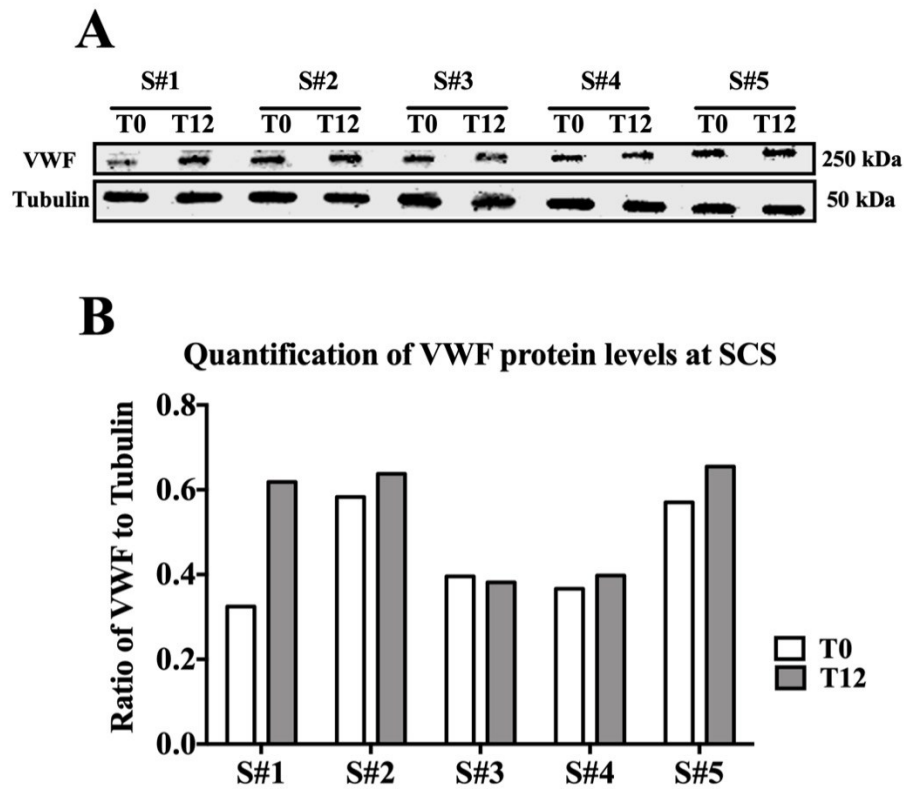 A
S#1 S#2 S#3 S#4 S#5
T0 T12 T0 T12 T0 T12 T0 T12 T0 T12
VWF 250 kDa
Tubulin 50 kDa
B
Quantification of VWF protein levels at SCS
Ratio of VWF to Tubulin
0.8
0.6
0.4
0.2
0.0
S#1 S#2 S#3 S#4 S#5
T0
T12